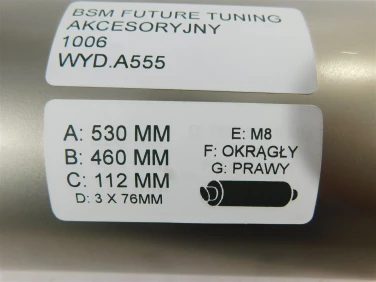 BSM FUTURE TUNING
AKCESORYJNY
1006
WYD.A555
A: 530 MM
B: 460 MM
C: 112 MM
D: 3 X 76MM
E: M8
F: OKRĄGŁY
G: PRAWY